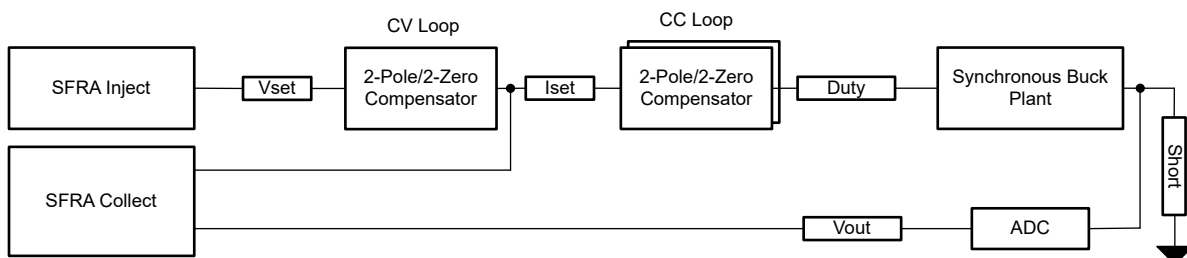 CV Loop
CC Loop
SFRA Inject
Vset
2-Pole/2-Zero
Compensator
Iset
2-Pole/2-Zero
Compensator
Duty
Synchronous Buck
Plant
Short
SFRA Collect
Vout
ADC